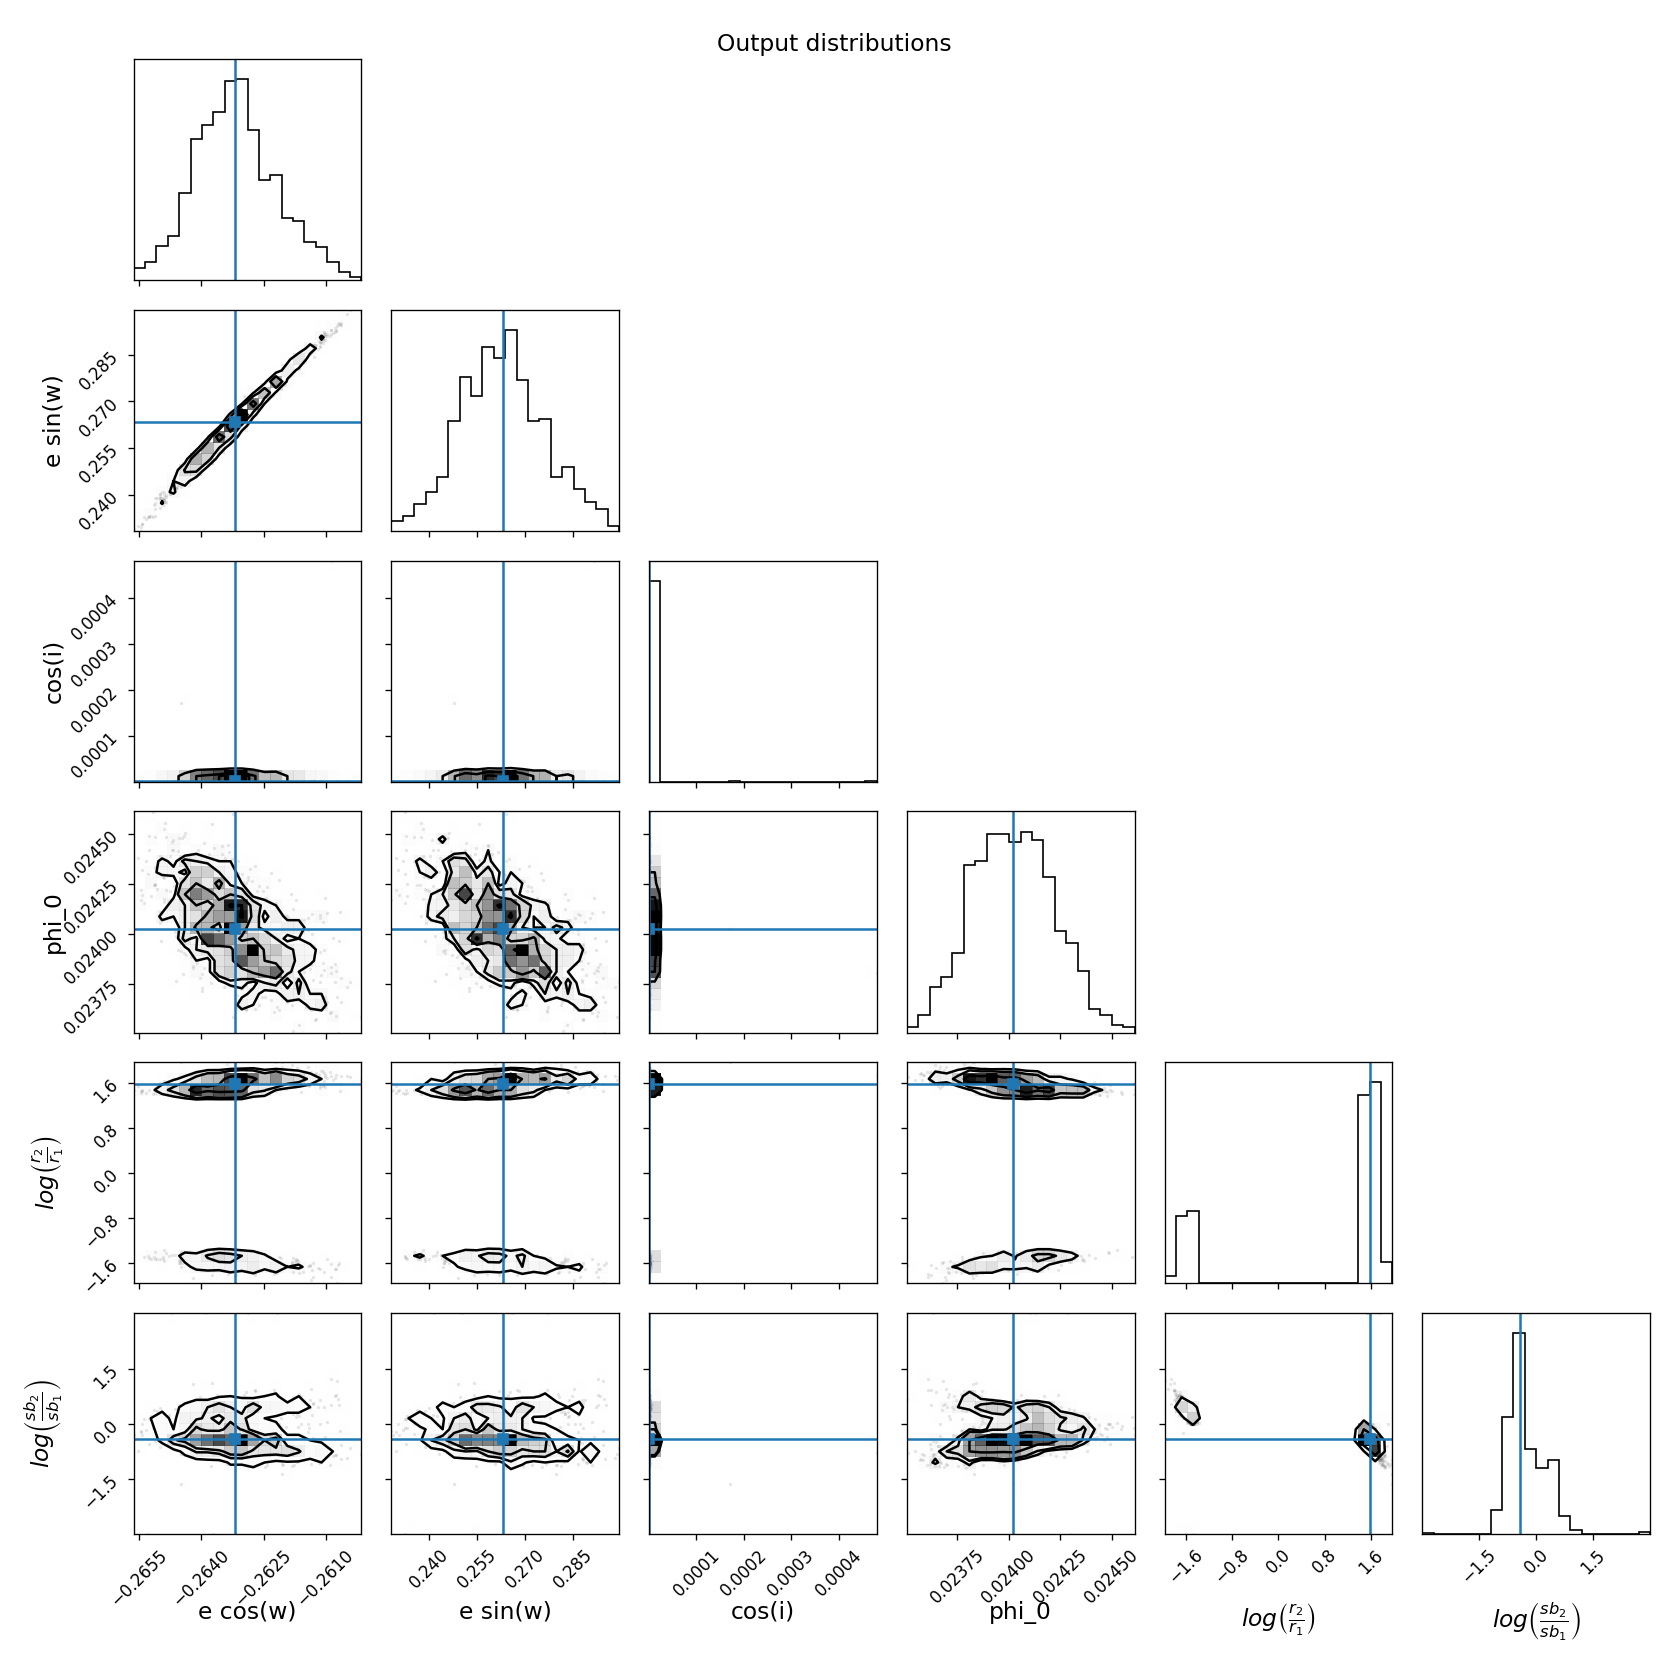 Output distributions
e sin(w)
0.285
0.270
0.255
0.240
cos(i)
0.0004
0.0003
0.0002
0.0001
phi_0
0.02450
0.02425
0.02400
0.02375
log(r2/r1)
1.6
0.8
0.0
−0.8
−1.6
log(sb2/sb1)
1.5
0.0
−1.5
−0.2655 −0.2640 −0.2625 −0.2610 0.240 0.255 0.270 0.285 0.0001 0.0002 0.0003 0.0004 0.02375 0.02400 0.02425 0.02450 −1.6 −0.8 0.0 0.8 1.6 −1.5 0.0 1.5
e cos(w) e sin(w) cos(i) phi_0 log(r2/r1) log(sb2/sb1)